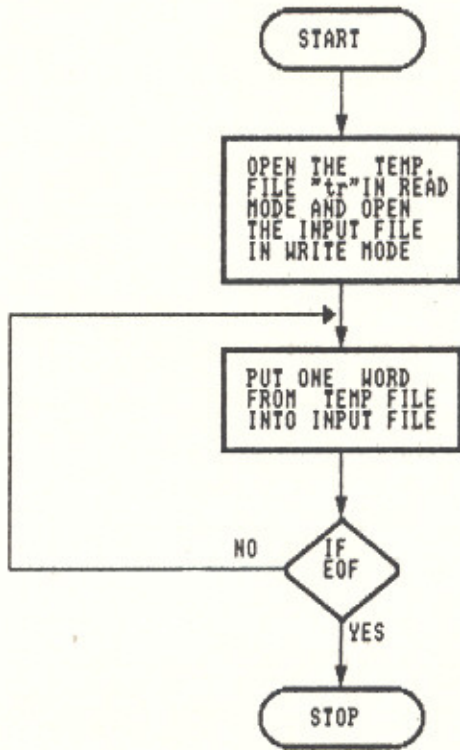 START
OPEN THE TEMP.
FILE "tr"IN READ
MODE AND OPEN
THE INPUT FILE
IN WRITE MODE
PUT ONE WORD
FROM TEMP FILE
INTO INPUT FILE
NO
IF
EOF
YES
STOP